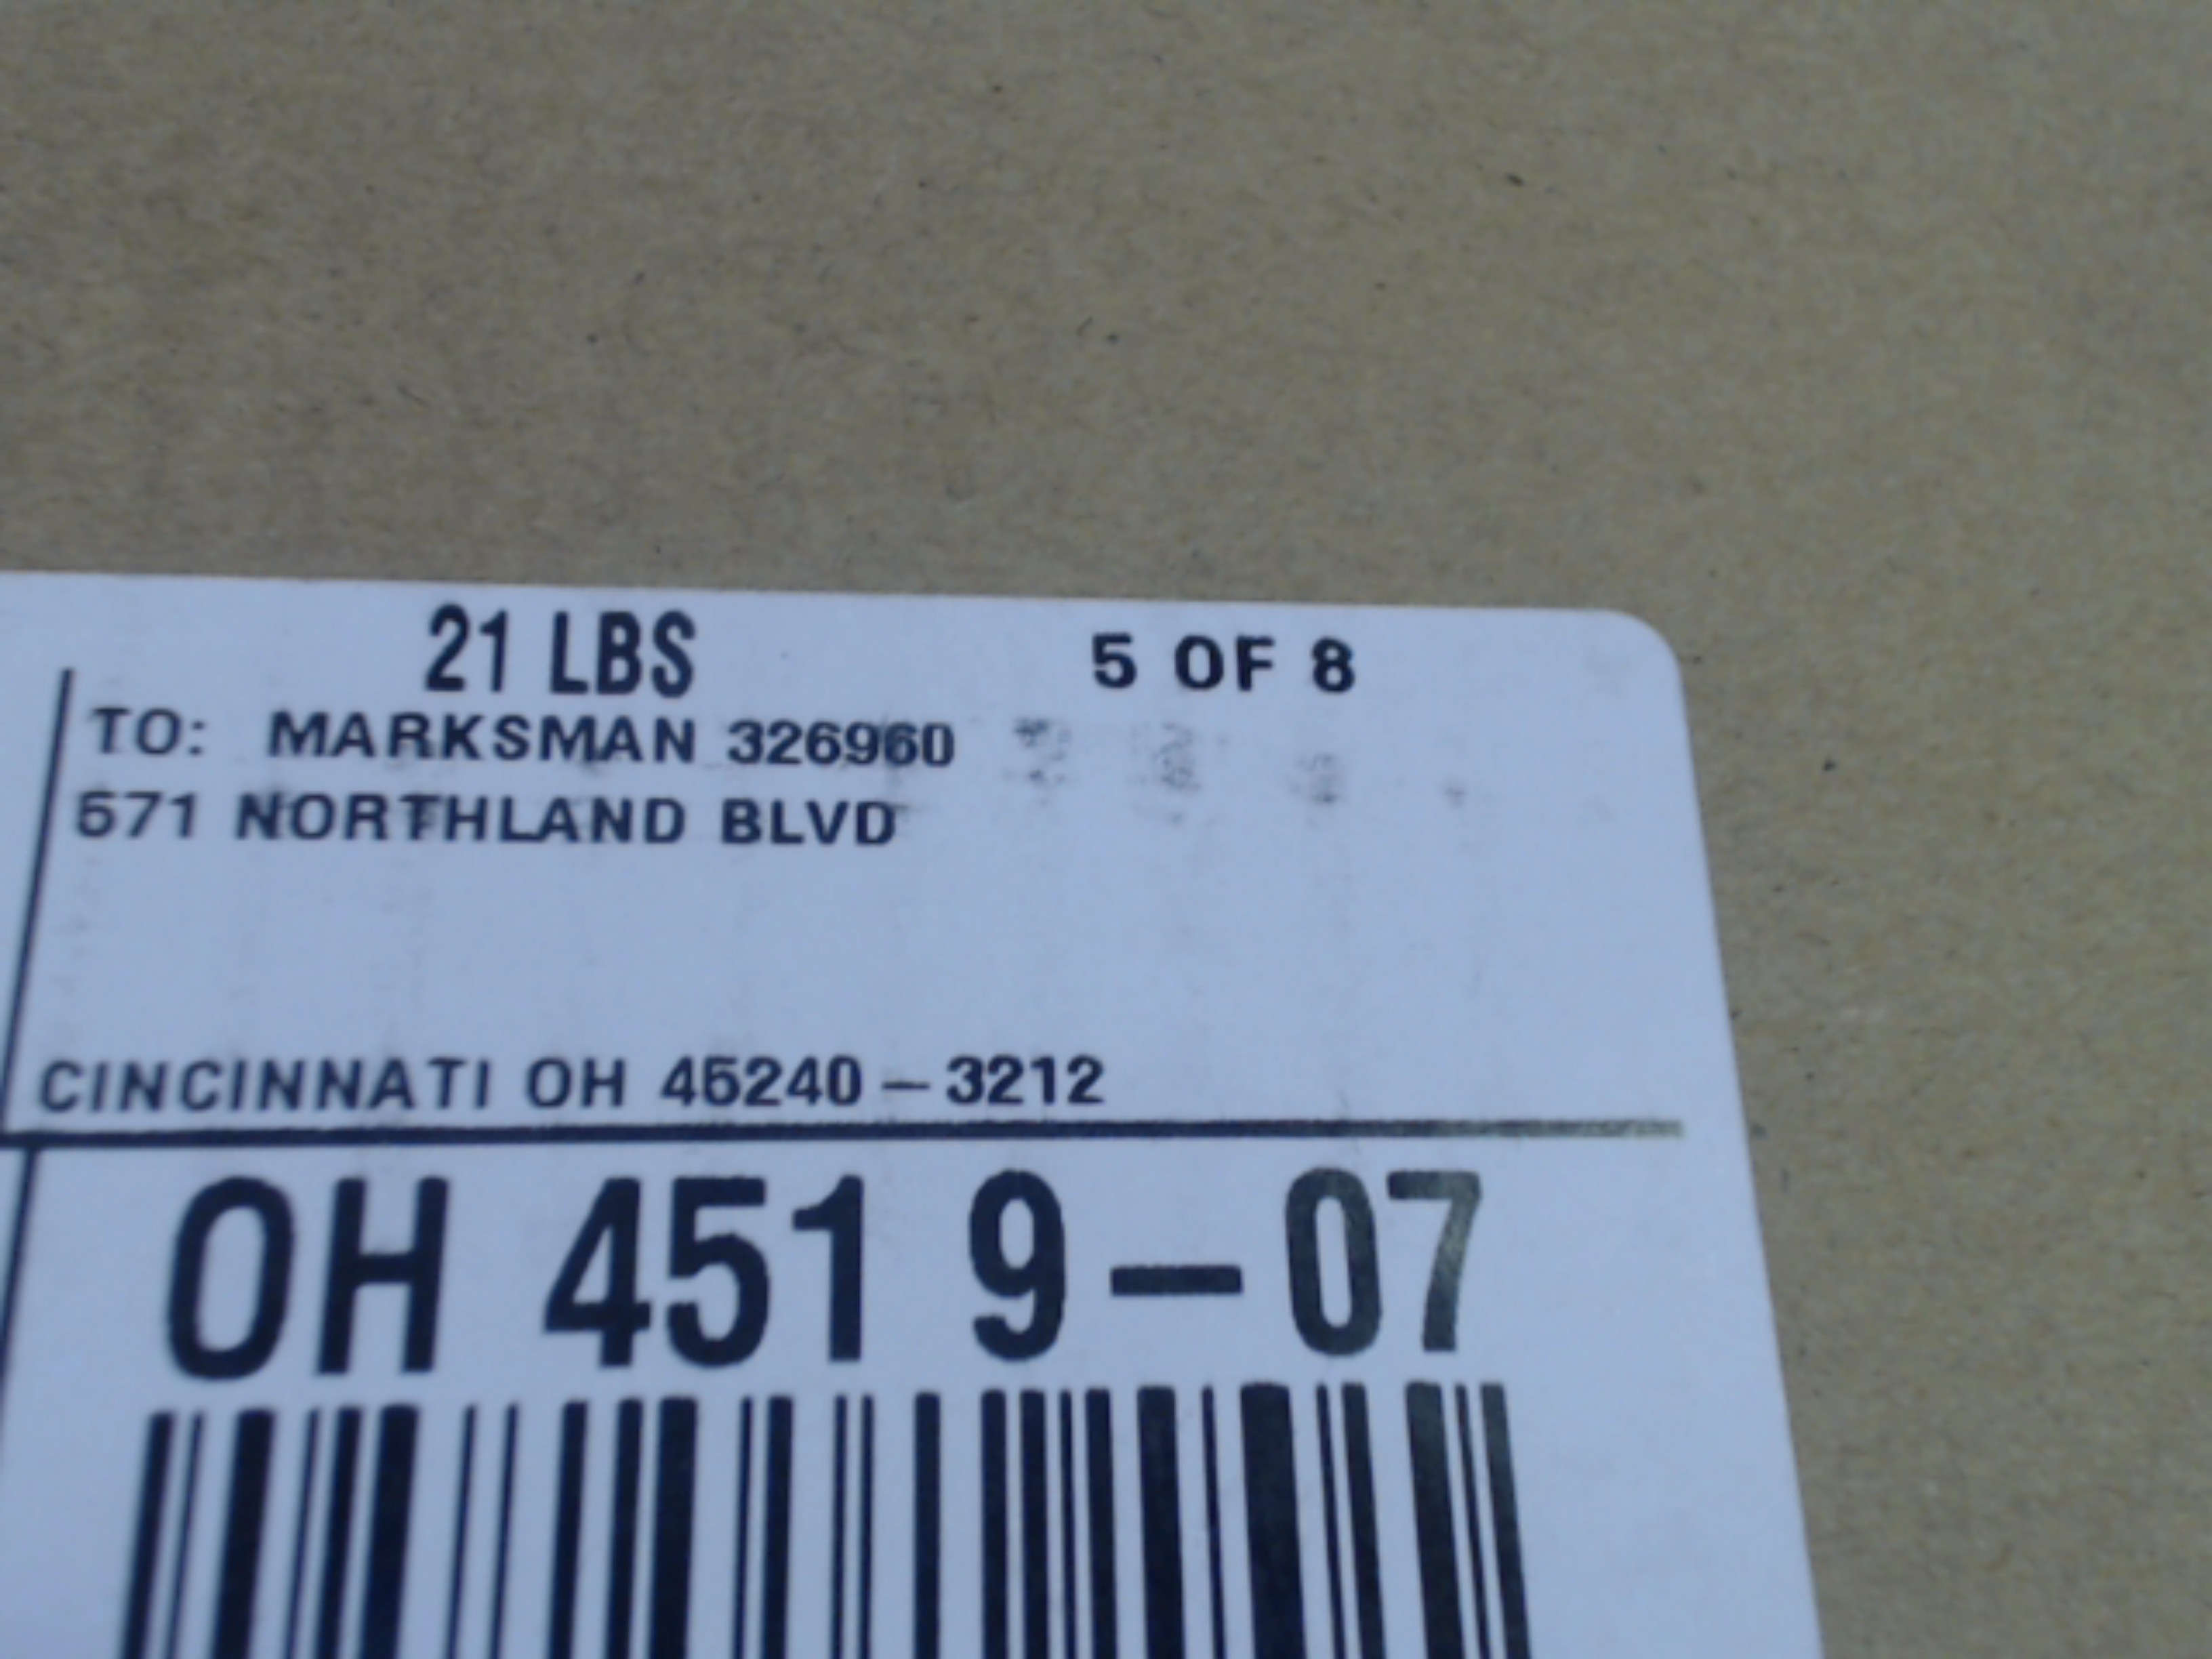 21 LBS 5 OF 8
TO: MARKSMAN 326960
571 NORTHLAND BLVD
CINCINNATI OH 45240-3212
OH 451 9-07